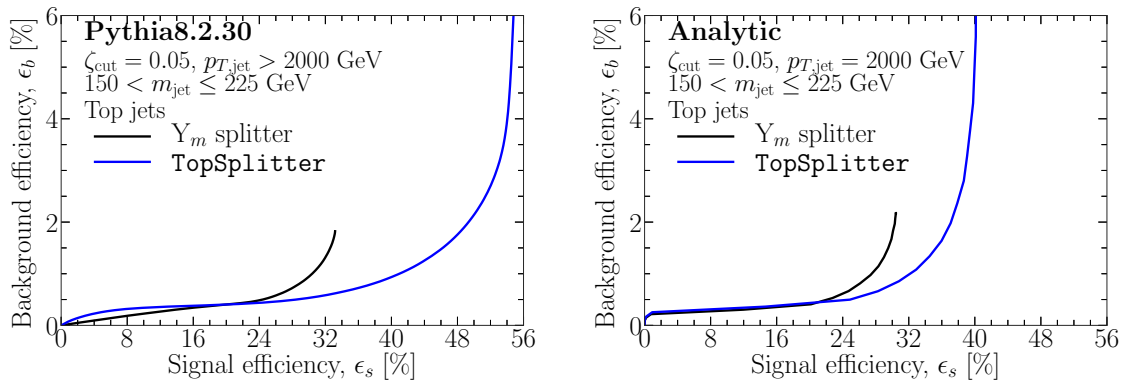 Pythia8.2.30
ζcut = 0.05, pT,jet > 2000 GeV
150 < mjet ≤ 225 GeV
Top jets
Ym splitter
TopSplitter
Background efficiency, ϵb [%]
6
4
2
0
0 8 16 24 32 40 48 56
Signal efficiency, ϵs [%]
Analytic
ζcut = 0.05, pT,jet = 2000 GeV
150 < mjet ≤ 225 GeV
Top jets
Ym splitter
TopSplitter
Background efficiency, ϵb [%]
6
4
2
0
0 8 16 24 32 40 48 56
Signal efficiency, ϵs [%]